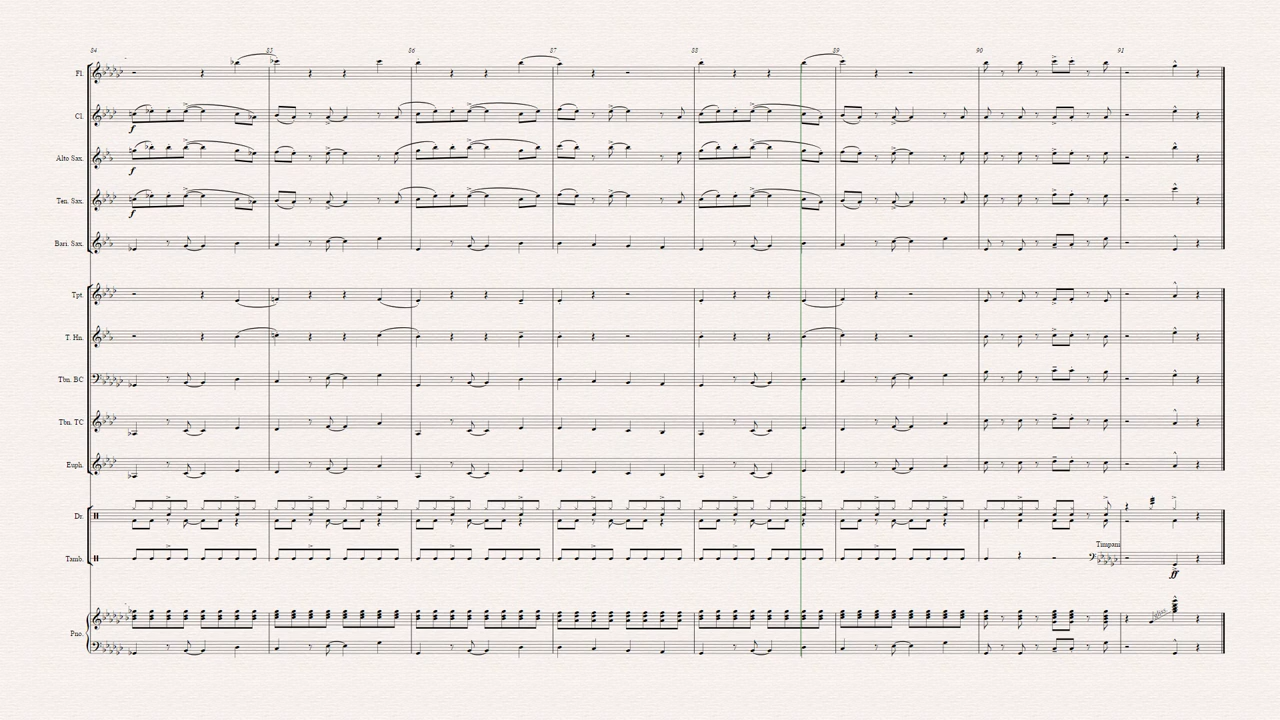 84 85 86 87 88 89 90 91
Fl.
Cl.
f
Alto Sax.
f
Ten. Sax.
f
Bari. Sax.
Tpt.
T. Hn.
Tbn. BC
Tbn. TC
Euph.
Dr.
Timpani
Tamb.
ff
Pno.